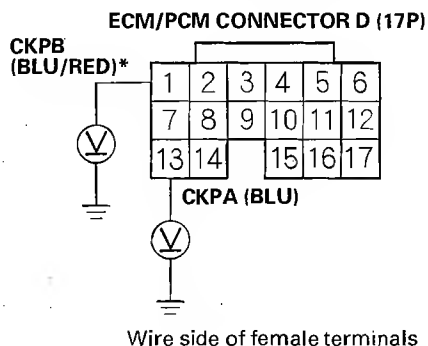 ECM/PCM CONNECTOR D (17P)
CKPB
(BLU/RED)*
1 2 3 4 5 6
7 8 9 10 11 12
13 14 15 16 17
V
CKPA (BLU)
V
Wire side of female terminals